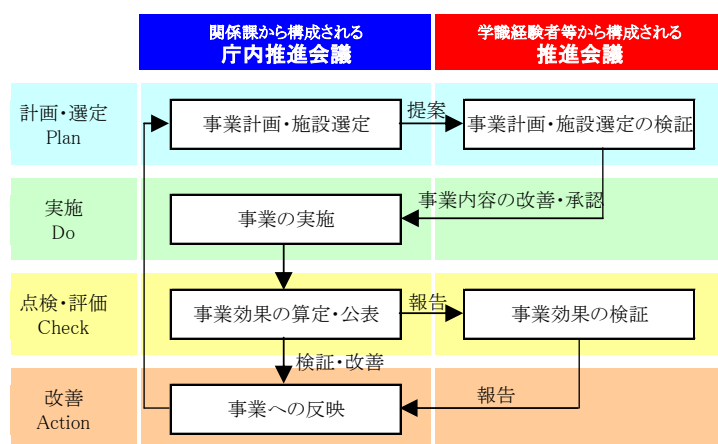 関係課から構成される
庁内推進会議
学識経験者等から構成される
推進会議
計画・選定
Plan
事業計画・施設選定
提案
事業計画・施設選定の検証
実施
Do
事業の実施
事業内容の改善・承認
点検・評価
Check
事業効果の算定・公表
報告
事業効果の検証
検証・改善
改善
Action
事業への反映
報告